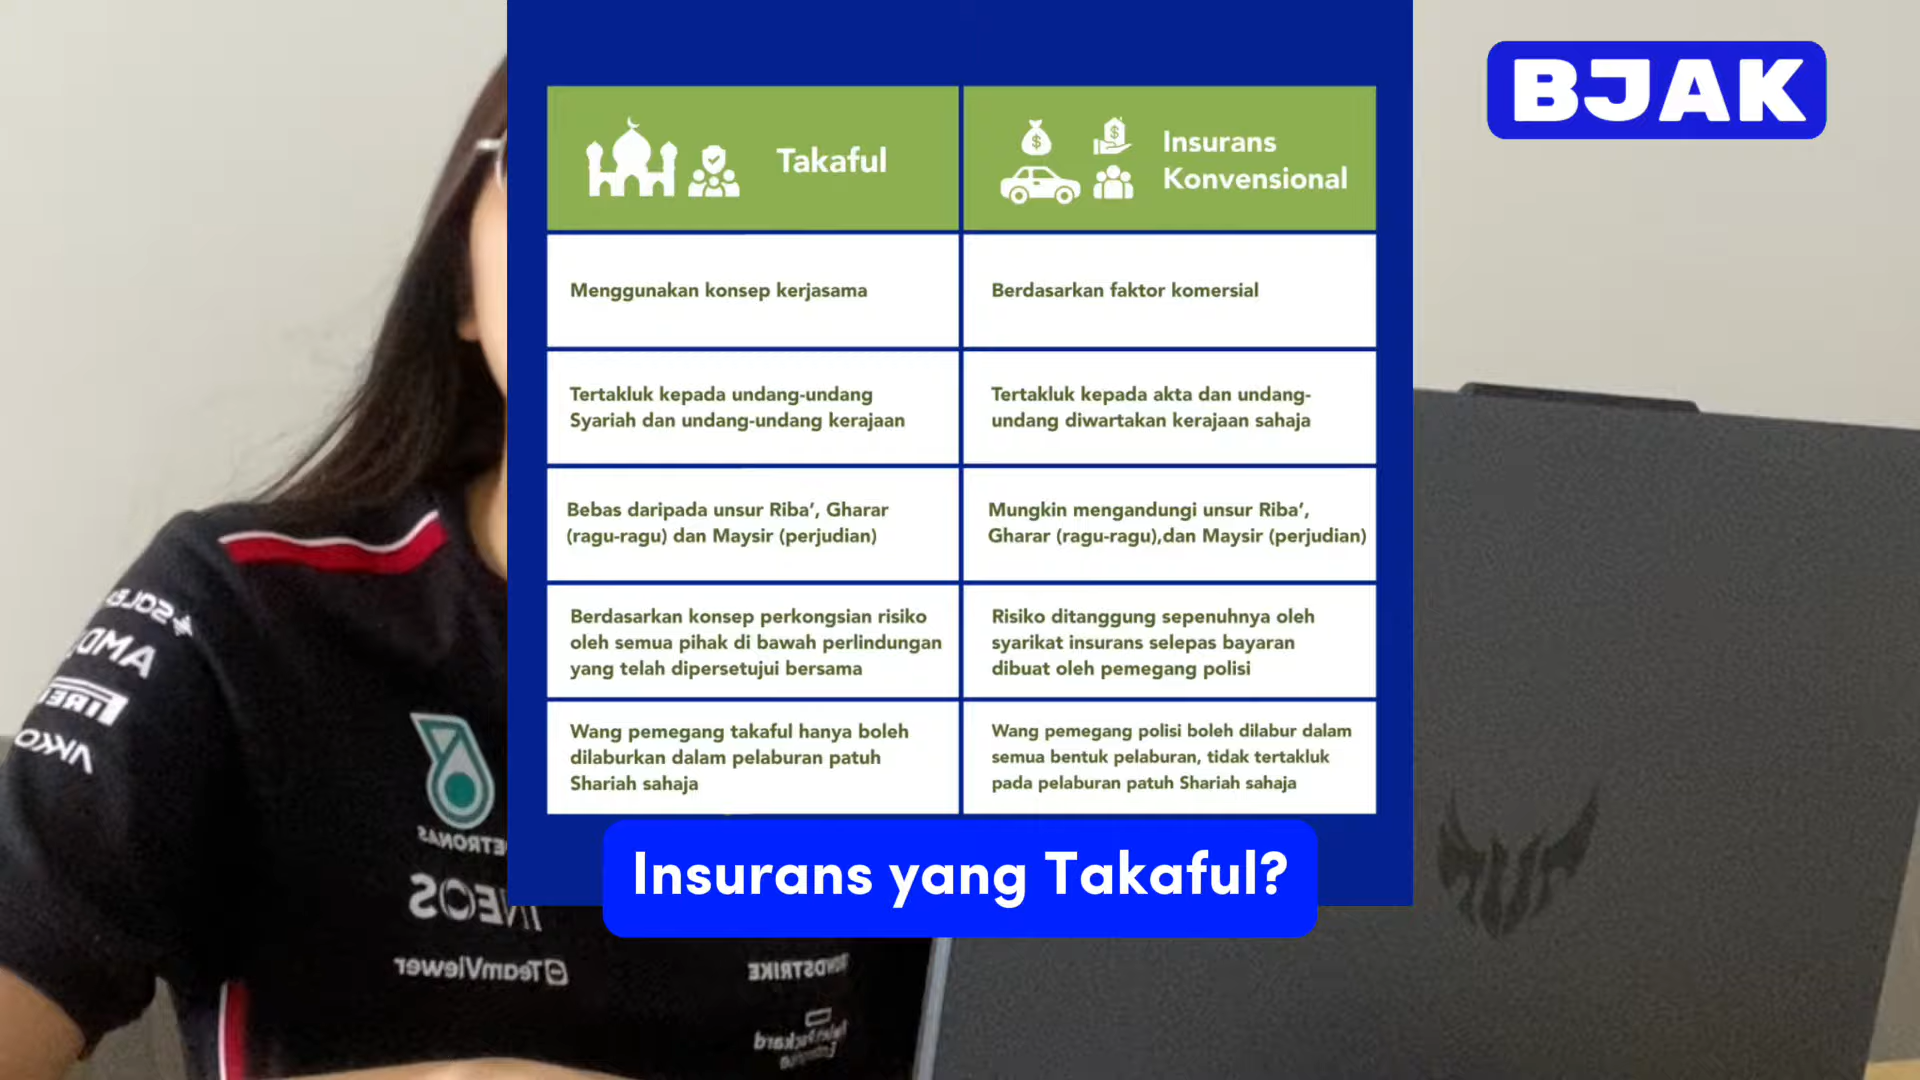 BJAK
Takaful
Insurans
Konvensional
Menggunakan konsep kerjasama
Berdasarkan faktor komersial
Tertakluk kepada undang-undang
Syariah dan undang-undang kerajaan
Tertakluk kepada akta dan undang-
undang diwartakan kerajaan sahaja
Bebas daripada unsur Riba’, Gharar
(ragu-ragu) dan Maysir (perjudian)
Mungkin mengandungi unsur Riba’,
Gharar (ragu-ragu),dan Maysir (perjudian)
Berdasarkan konsep perkongsian risiko
oleh semua pihak di bawah perlindungan
yang telah dipersetujui bersama
Risiko ditanggung sepenuhnya oleh
syarikat insurans selepas bayaran
dibuat oleh pemegang polisi
Wang pemegang takaful hanya boleh
dilaburkan dalam pelaburan patuh
Shariah sahaja
Wang pemegang polisi boleh dilabur dalam
semua bentuk pelaburan, tidak tertakluk
pada pelaburan patuh Shariah sahaja
Insurans yang Takaful?
AMD
INEOS
TeamViewer